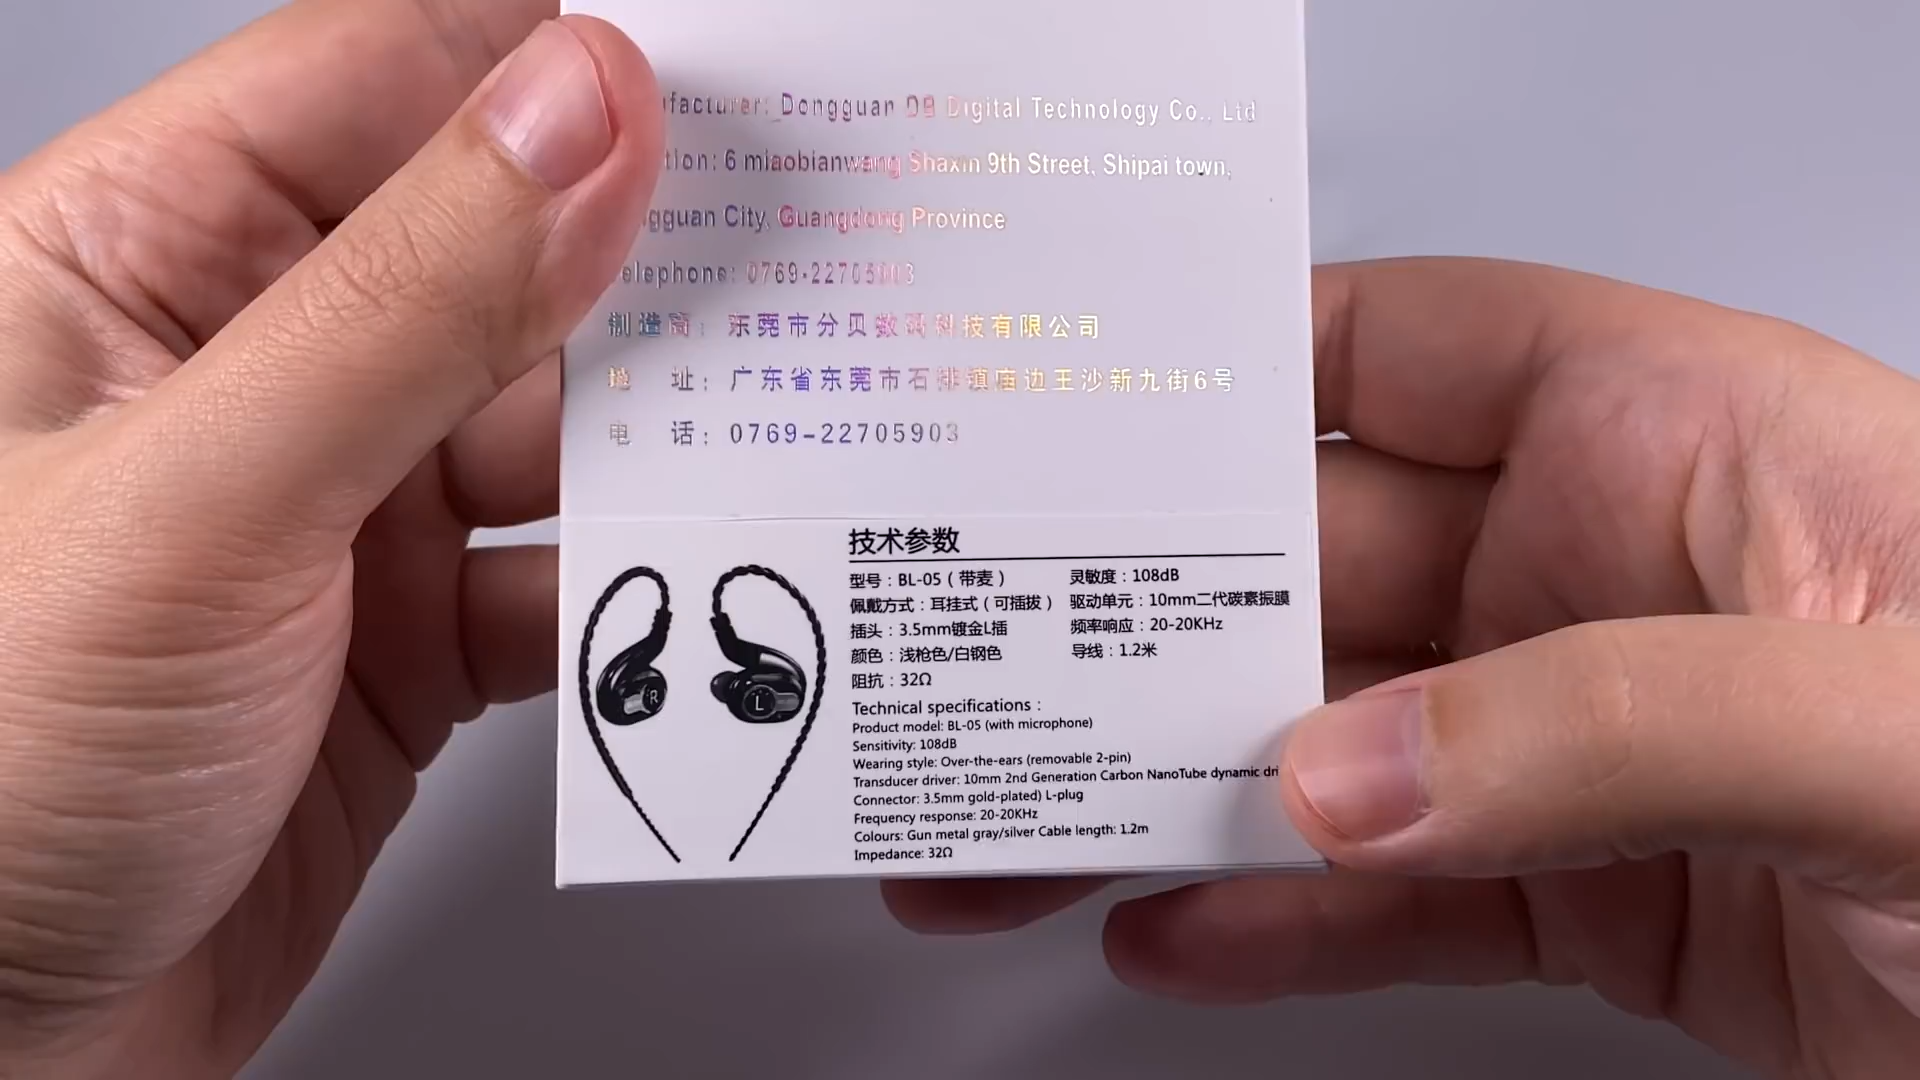 Dongguan DB Digital Technology Co., Ltd
6 miaobianwang Shaxin 9th Street, Shipai town,
City, Guangdong Province
0769-22705903
制造商：东莞市分贝数码科技有限公司
地 址：广东省东莞市石排镇庙边王沙新九街6号
电 话：0769-22705903
技术参数
型号：BL-05（带麦）
灵敏度：108dB
佩戴方式：耳挂式（可插拔）
驱动单元：10mm二代碳素振膜
插头：3.5mm镀金L插
频率响应：20-20KHz
颜色：浅枪色/白钢色
导线：1.2米
阻抗：32Ω
R
L
Technical specifications：
Product model: BL-05 (with microphone)
Sensitivity: 108dB
Wearing style: Over-the-ears (removable 2-pin)
Transducer driver: 10mm 2nd Generation Carbon NanoTube dynamic
Connector: 3.5mm gold-plated) L-plug
Frequency response: 20-20KHz
Colours: Gun metal gray/silver Cable length: 1.2m
Impedance: 32Ω